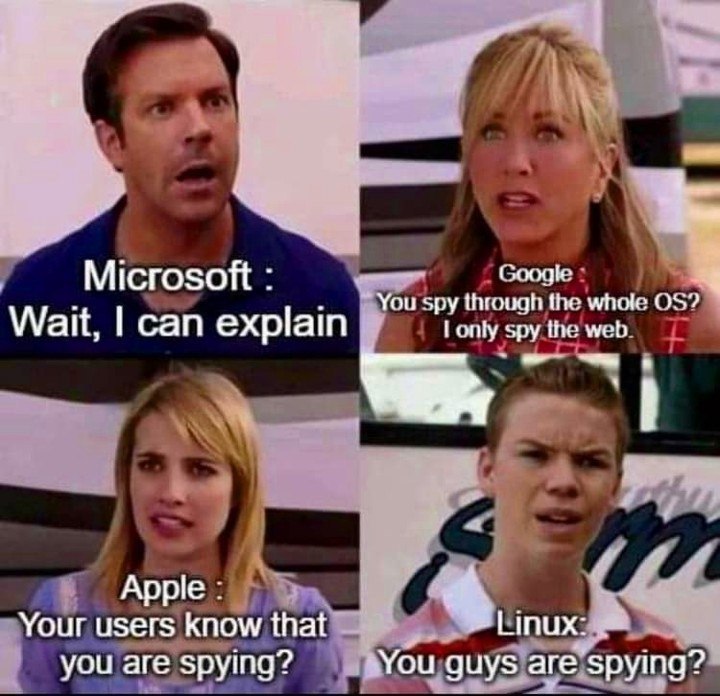 Microsoft :
Wait, I can explain
Google :
You spy through the whole OS?
I only spy the web.
Apple :
Your users know that
you are spying?
Linux:
You guys are spying?